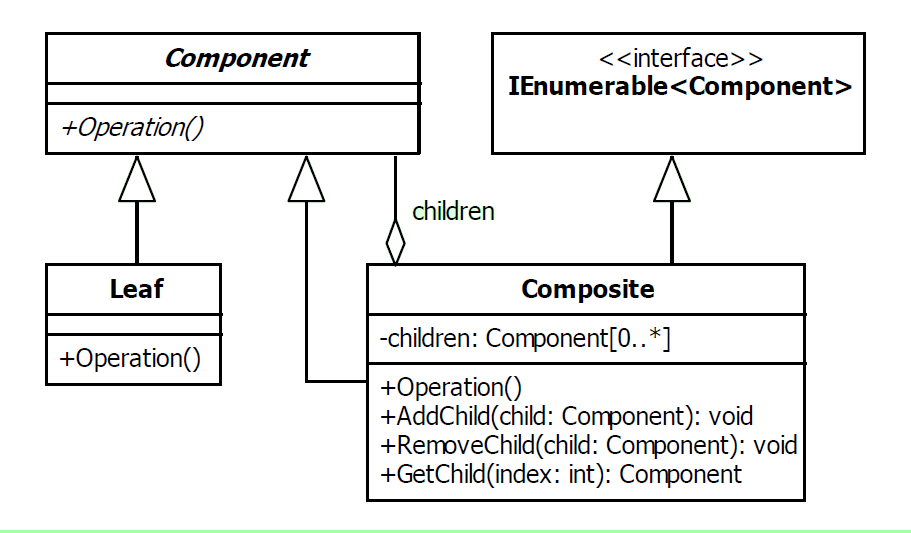 Component
+Operation()
<<interface>>
IEnumerable<Component>
children
Leaf
+Operation()
Composite
-children: Component[0..*]
+Operation()
+AddChild(child: Component): void
+RemoveChild(child: Component): void
+GetChild(index: int): Component